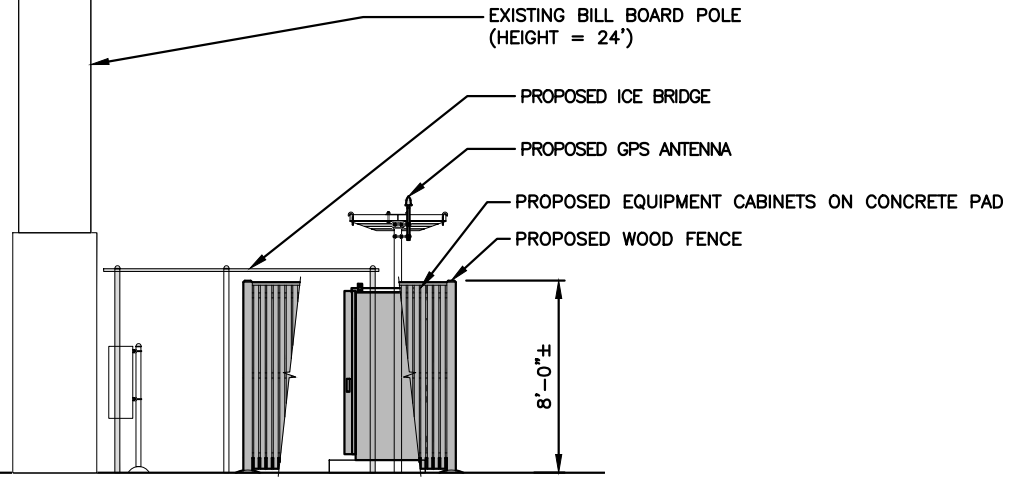 EXISTING BILL BOARD POLE
(HEIGHT = 24')
PROPOSED ICE BRIDGE
PROPOSED GPS ANTENNA
PROPOSED EQUIPMENT CABINETS ON CONCRETE PAD
PROPOSED WOOD FENCE
8'-0"±